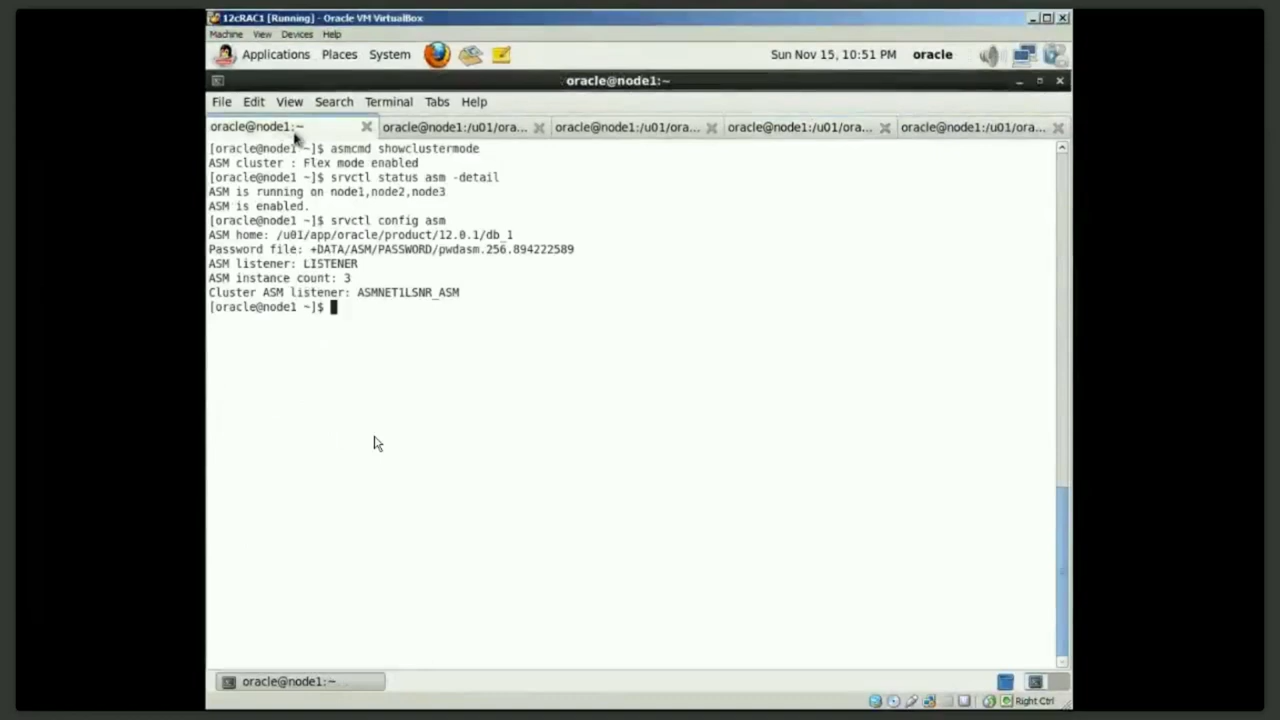 12cRAC1 [Running] - Oracle VM VirtualBox
Machine View Devices Help
Applications Places System Sun Nov 15, 10:51 PM oracle
oracle@node1:~
File Edit View Search Terminal Tabs Help
oracle@node1:~ oracle@node1:/u01/ora... oracle@node1:/u01/ora... oracle@node1:/u01/ora... oracle@node1:/u01/ora...
[oracle@node1 ~]$ asmcmd showclustermode
ASM cluster : Flex mode enabled
[oracle@node1 ~]$ srvctl status asm -detail
ASM is running on node1,node2,node3
ASM is enabled.
[oracle@node1 ~]$ srvctl config asm
ASM home: /u01/app/oracle/product/12.0.1/db_1
Password file: +DATA/ASM/PASSWORD/pwdasm.256.894222589
ASM listener: LISTENER
ASM instance count: 3
Cluster ASM listener: ASMNET1LSNR_ASM
[oracle@node1 ~]$
oracle@node1:~
Right Ctrl